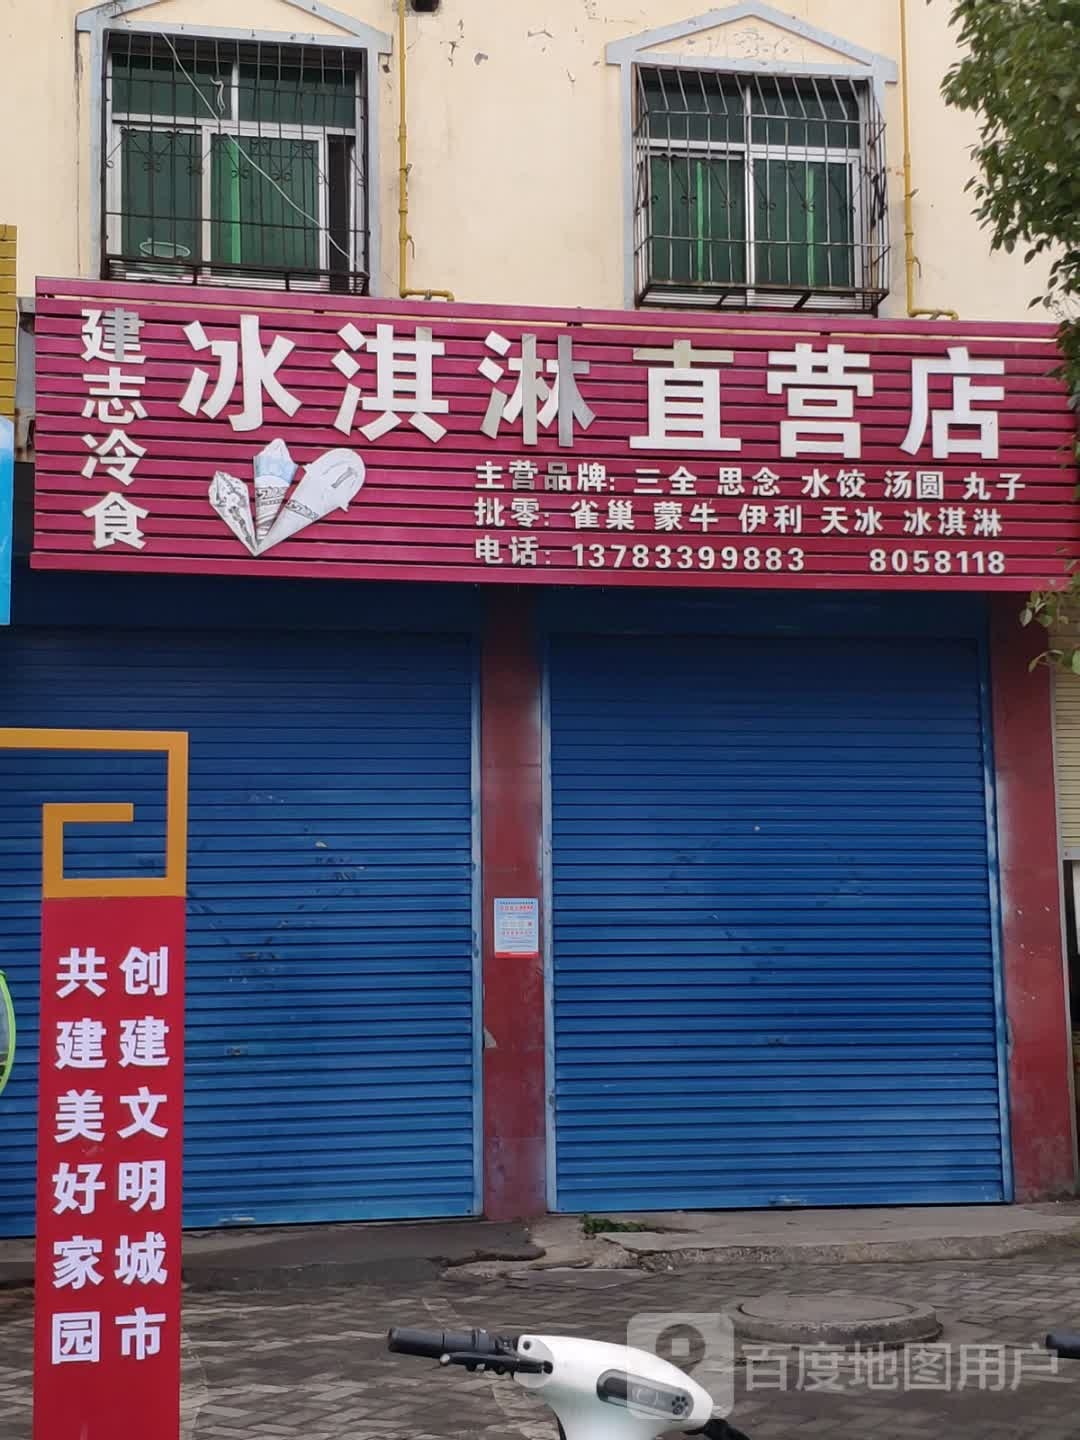 建志冷食
冰淇淋直营店
主营品牌: 三全 思念 水饺 汤圆 丸子
批零: 雀巢 蒙牛 伊利 天冰 冰淇淋
电话: 13783399883 8058118
创建文明城市
共建美好家园
百度地图用户